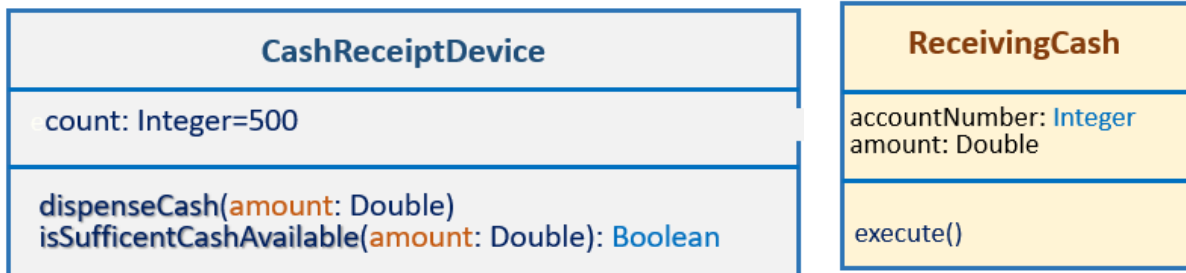 CashReceiptDevice
count: Integer=500
dispenseCash(amount: Double)
isSufficentCashAvailable(amount: Double): Boolean
ReceivingCash
accountNumber: Integer
amount: Double
execute()